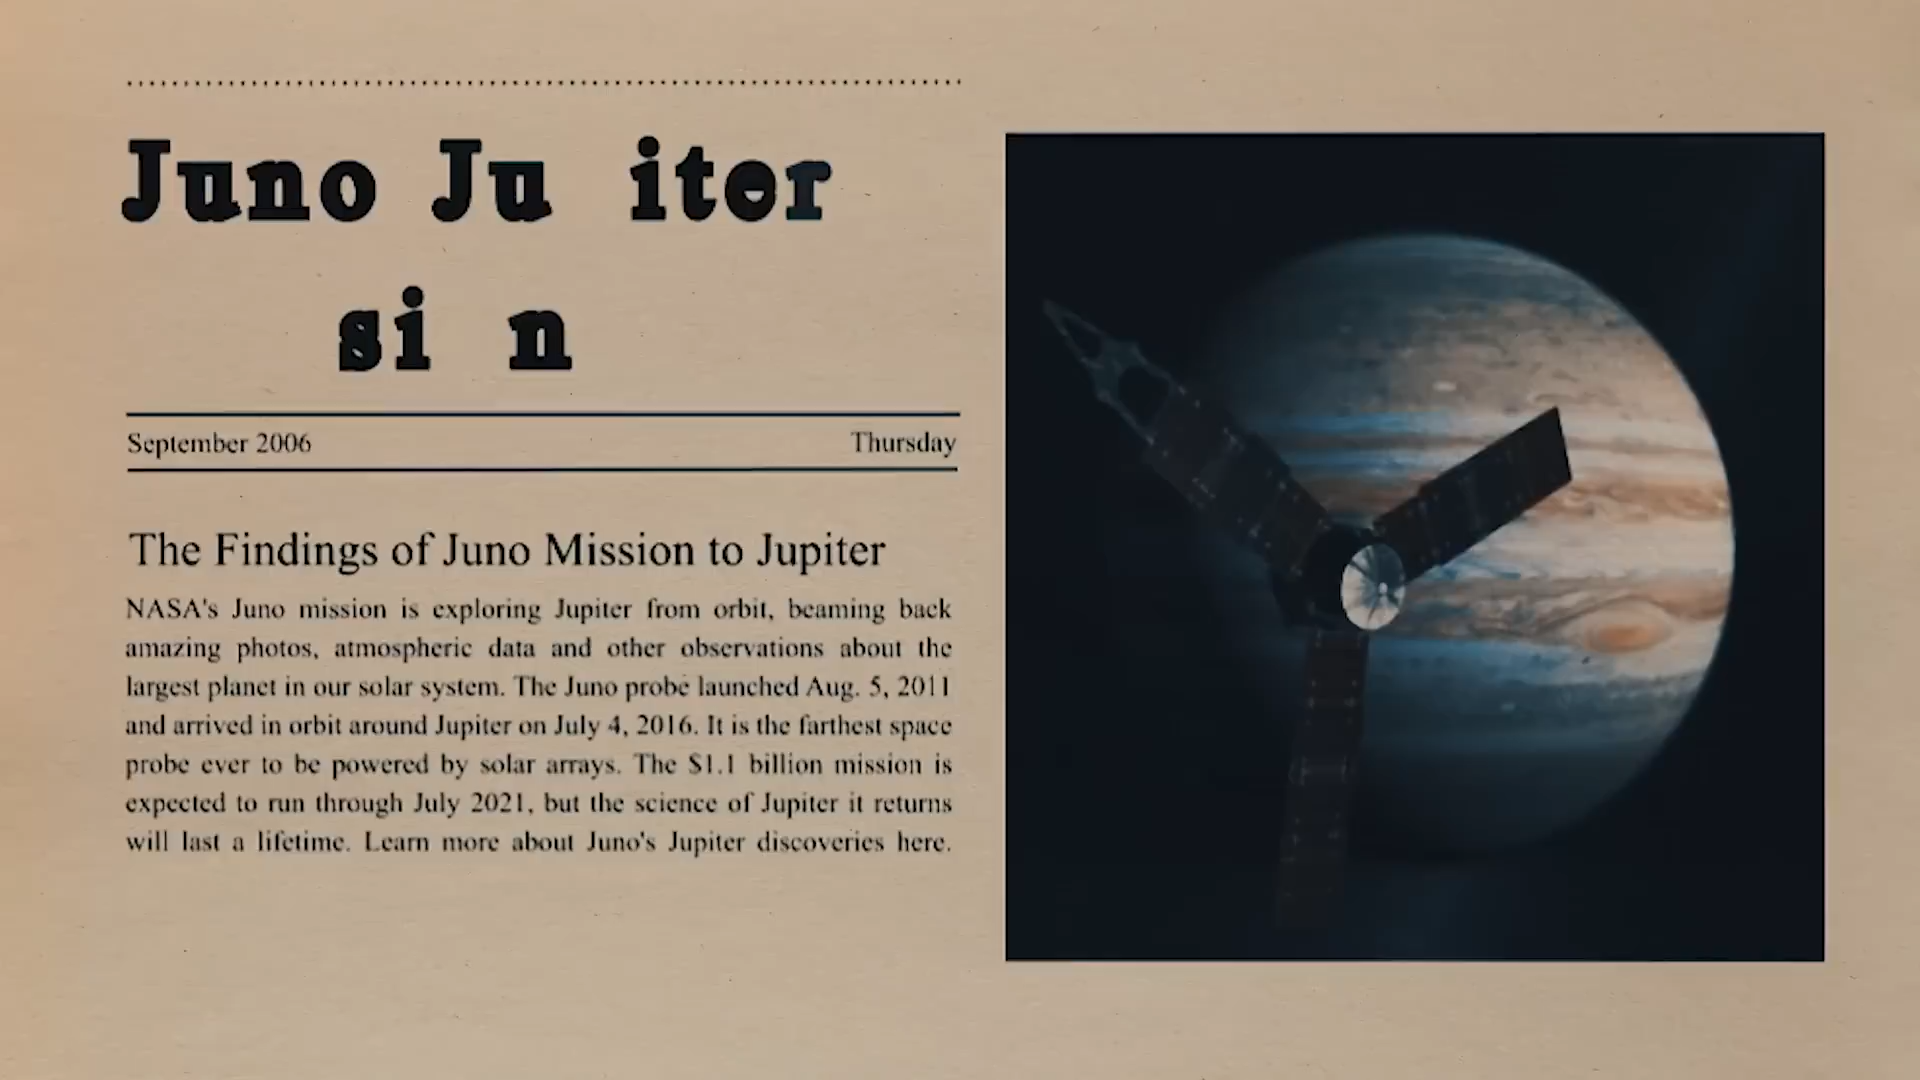 Juno Ju iter
si n
September 2006
Thursday
The Findings of Juno Mission to Jupiter
NASA's Juno mission is exploring Jupiter from orbit, beaming back
amazing photos, atmospheric data and other observations about the
largest planet in our solar system. The Juno probe launched Aug. 5, 2011
and arrived in orbit around Jupiter on July 4, 2016. It is the farthest space
probe ever to be powered by solar arrays. The $1.1 billion mission is
expected to run through July 2021, but the science of Jupiter it returns
will last a lifetime. Learn more about Juno's Jupiter discoveries here.